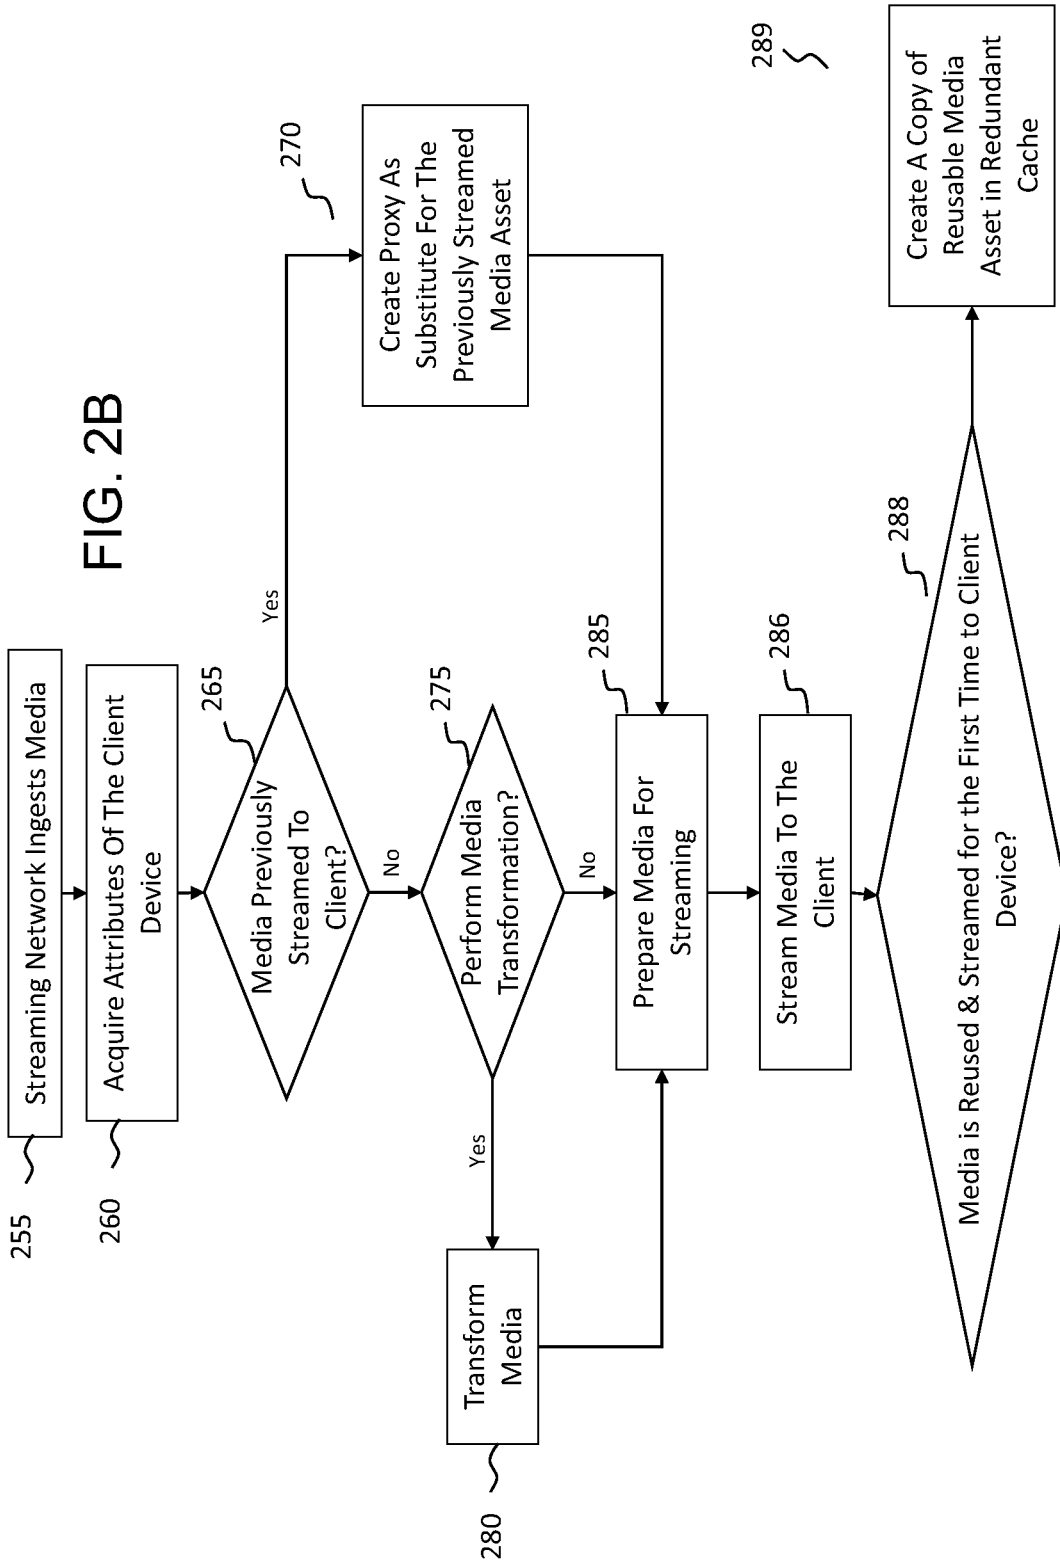 FIG. 2B
255
Streaming Network Ingests Media
260
Acquire Attributes Of The Client
Device
265
Media Previously
Streamed To
Client?
Yes
No
270
Create Proxy As
Substitute For The
Previously Streamed
Media Asset
275
Perform Media
Transformation?
Yes
No
280
Transform
Media
285
Prepare Media For
Streaming
286
Stream Media To The
Client
288
Media is Reused & Streamed for the First Time to Client
Device?
289
Create A Copy of
Reusable Media
Asset in Redundant
Cache